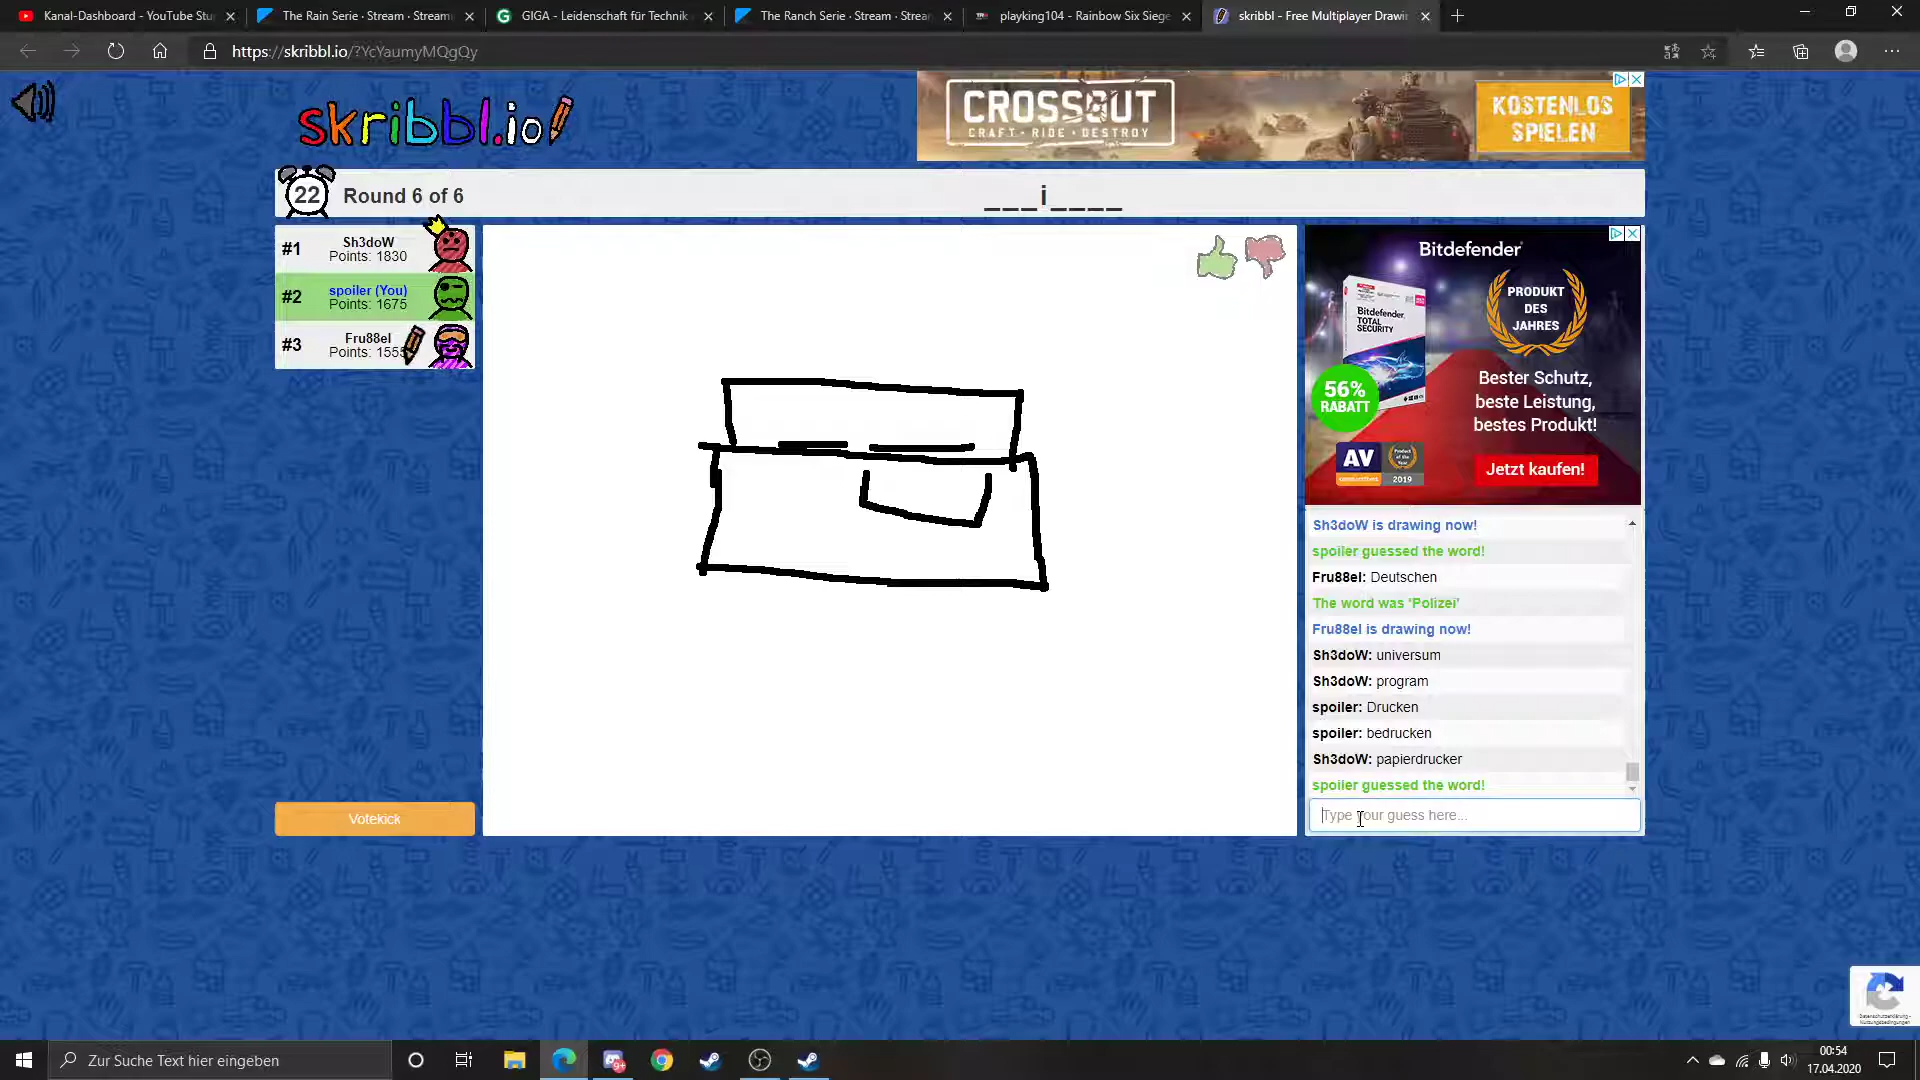 Kanal-Dashboard - YouTube Stu
The Rain Serie · Stream · Stream
GIGA - Leidenschaft für Technik
The Ranch Serie · Stream · Strea
playking104 - Rainbow Six Siege
skribbl - Free Multiplayer Drawi
https://skribbl.io/?YcYaumyMQgQy
skribbl.io
CROSSOUT
CRAFT · RIDE · DESTROY
KOSTENLOS
SPIELEN
22
Round 6 of 6
___i____
#1
Sh3doW
Points: 1830
#2
spoiler (You)
Points: 1675
#3
Fru88el
Points: 1555
Votekick
Bitdefender
PRODUKT
DES
JAHRES
Bitdefender
TOTAL
SECURITY
56%
RABATT
Bester Schutz,
beste Leistung,
bestes Produkt!
AV
2019
Jetzt kaufen!
Sh3doW is drawing now!
spoiler guessed the word!
Fru88el: Deutschen
The word was 'Polizei'
Fru88el is drawing now!
Sh3doW: universum
Sh3doW: program
spoiler: Drucken
spoiler: bedrucken
Sh3doW: papierdrucker
spoiler guessed the word!
Type your guess here...
Datenschutzerklärung -
Nutzungsbedingungen
Zur Suche Text hier eingeben
9+
00:54
17.04.2020